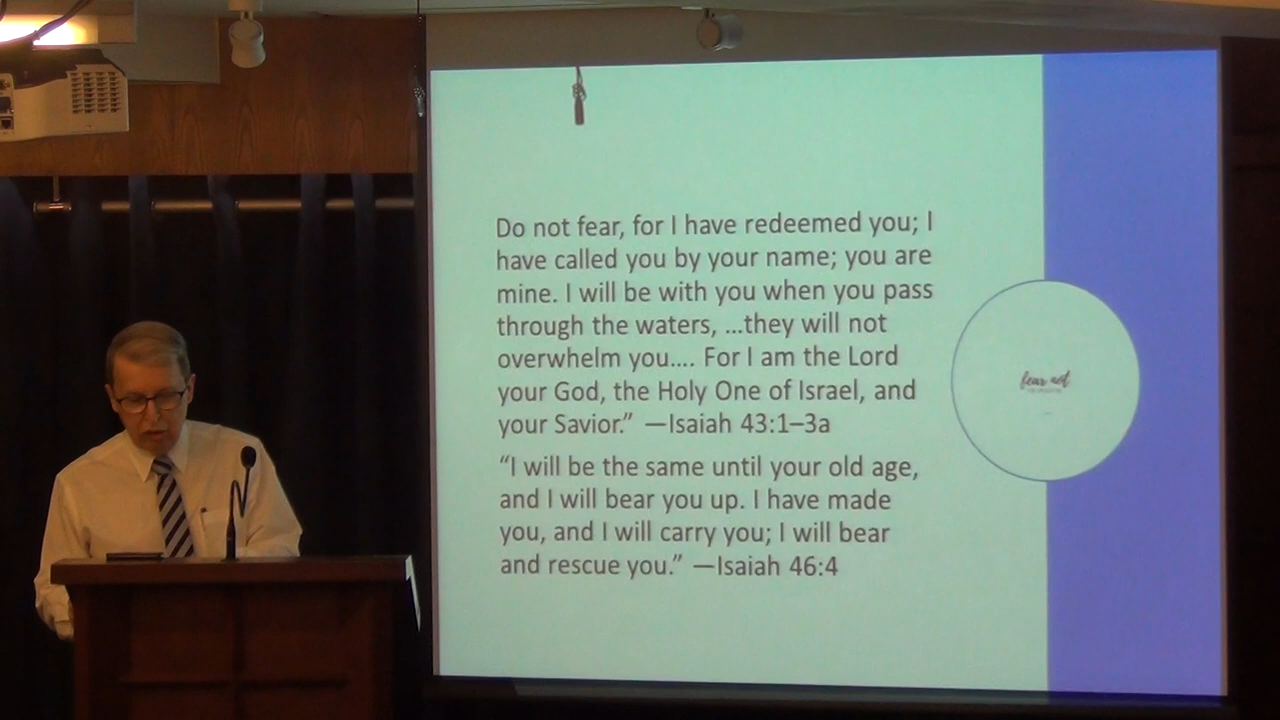 Do not fear, for I have redeemed you; I
have called you by your name; you are
mine. I will be with you when you pass
through the waters, …they will not
overwhelm you…. For I am the Lord
your God, the Holy One of Israel, and
your Savior.” —Isaiah 43:1–3a
“I will be the same until your old age,
and I will bear you up. I have made
you, and I will carry you; I will bear
and rescue you.” —Isaiah 46:4
fear not